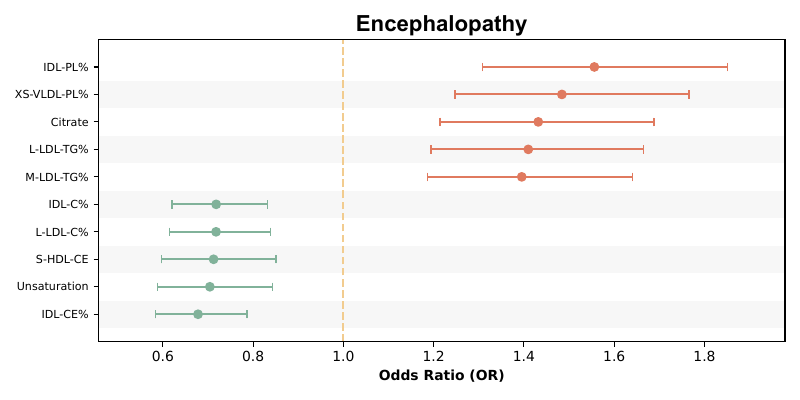 Encephalopathy
IDL-PL%
XS-VLDL-PL%
Citrate
L-LDL-TG%
M-LDL-TG%
IDL-C%
L-LDL-C%
S-HDL-CE
Unsaturation
IDL-CE%
0.6 0.8 1.0 1.2 1.4 1.6 1.8
Odds Ratio (OR)